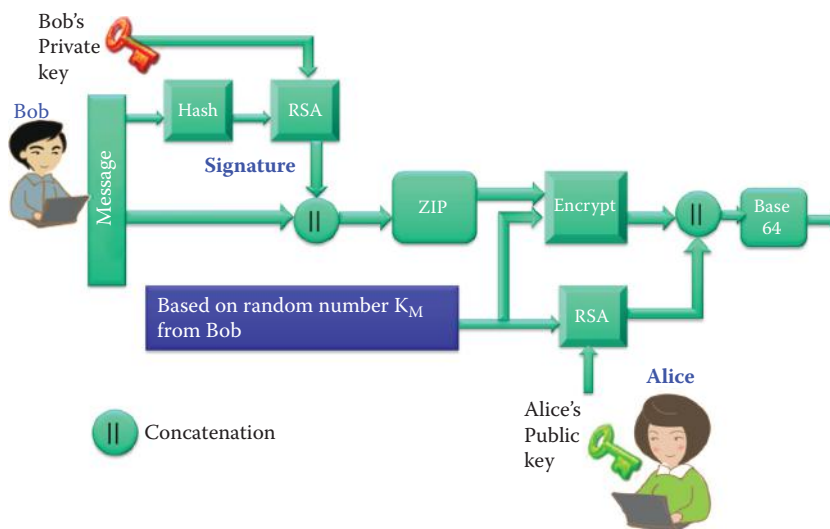 Bob's
Private
key
Bob
Message
Hash
RSA
Signature
||
ZIP
Encrypt
||
Base
64
Based on random number K_M
from Bob
RSA
Alice
Alice's
Public
key
|| Concatenation